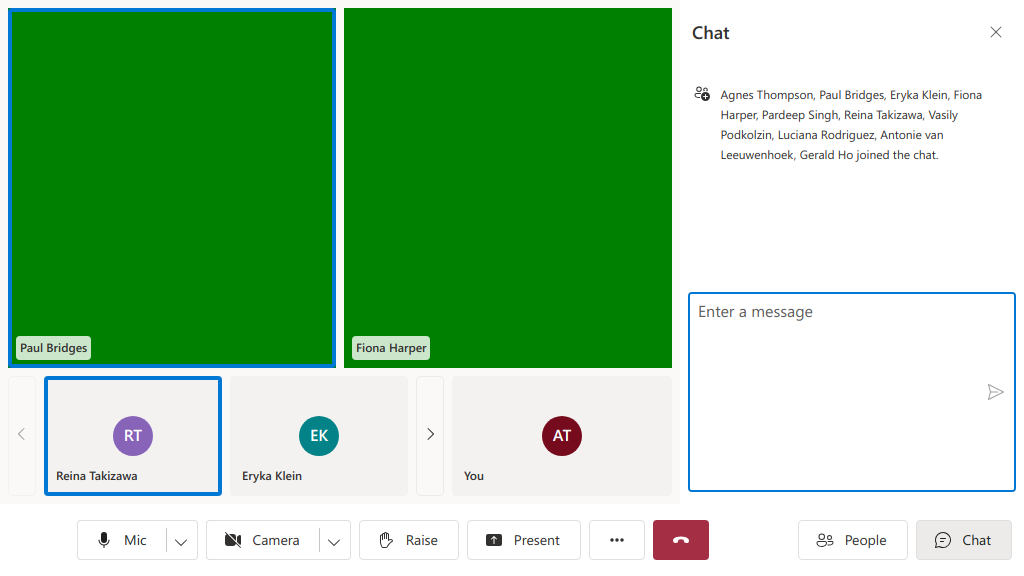 Paul Bridges
Fiona Harper
RT
Reina Takizawa
EK
Eryka Klein
AT
You
Mic
Camera
Raise
Present
Chat
Agnes Thompson, Paul Bridges, Eryka Klein, Fiona
Harper, Pardeep Singh, Reina Takizawa, Vasily
Podkolzin, Luciana Rodriguez, Antonie van
Leeuwenhoek, Gerald Ho joined the chat.
Enter a message
People
Chat